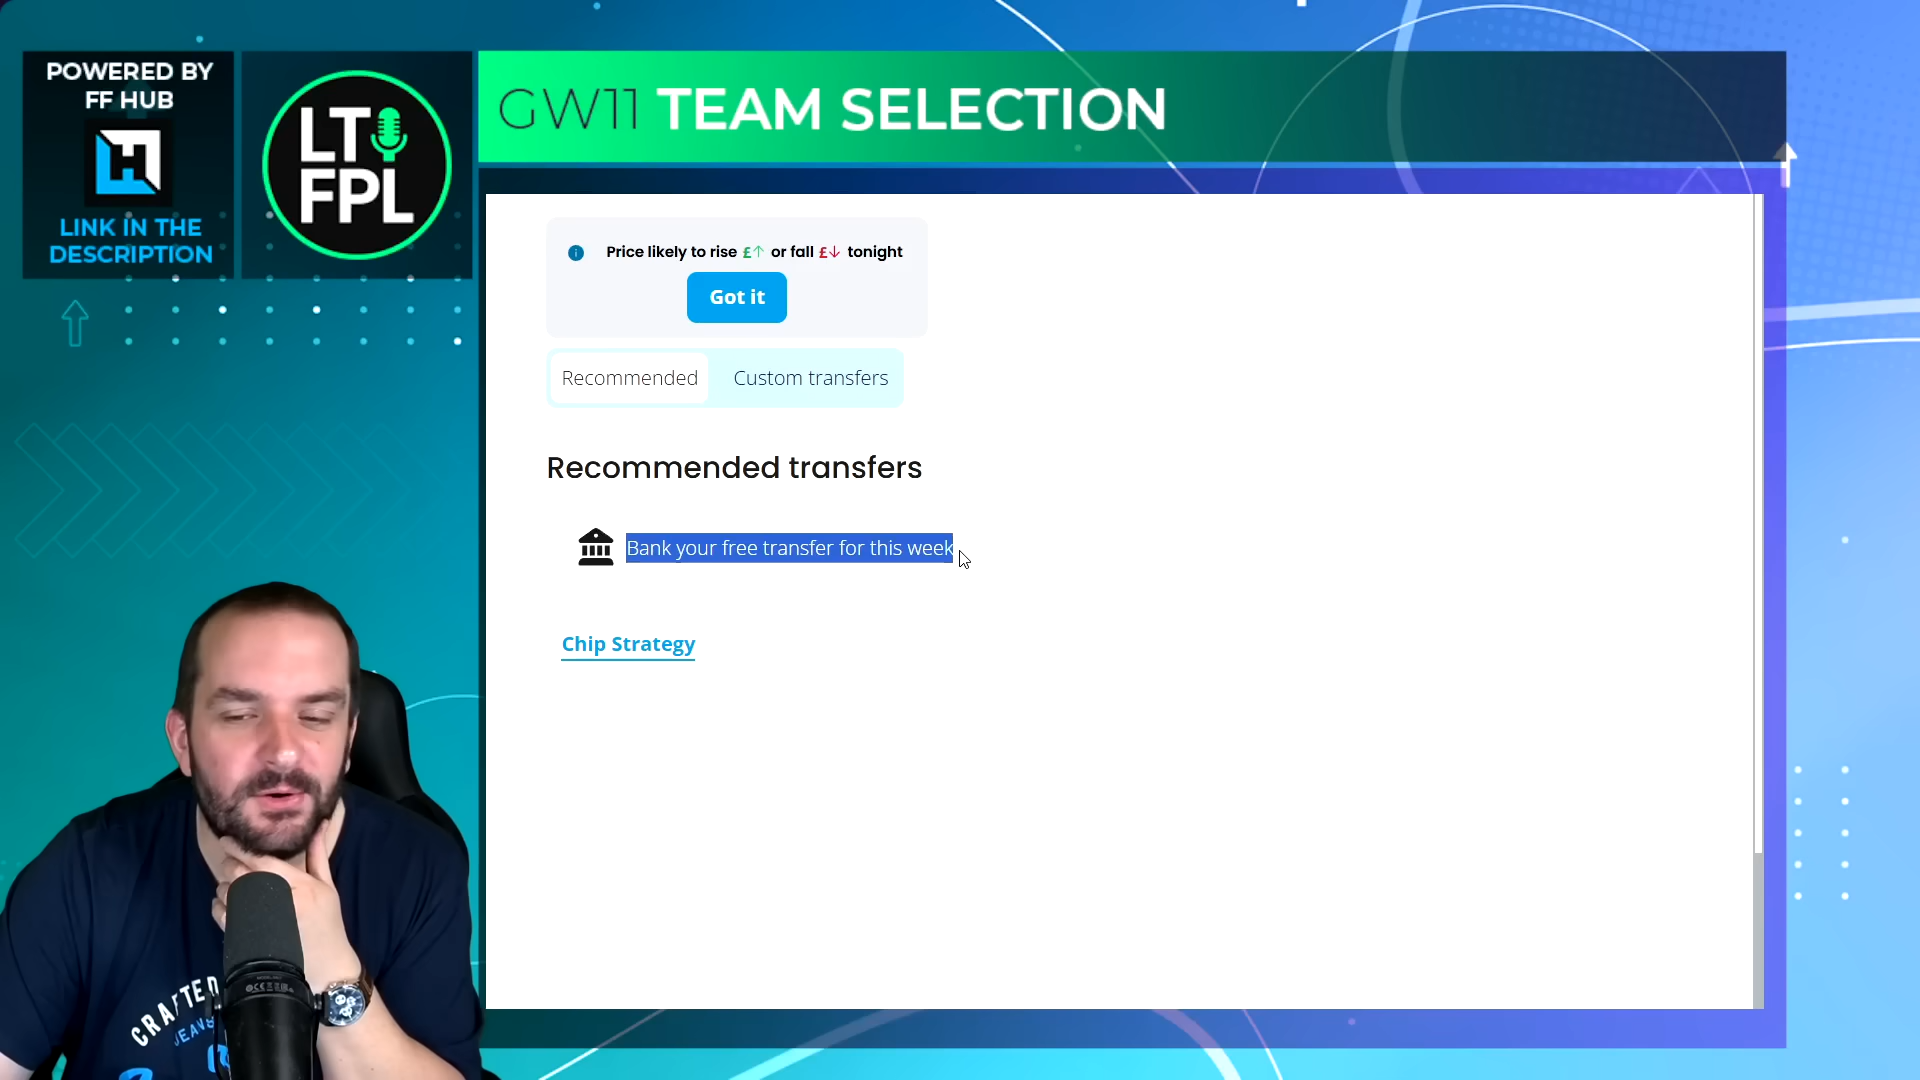 POWERED BY
FF HUB
LINK IN THE
DESCRIPTION
LT
FPL
GW11 TEAM SELECTION
Price likely to rise £↑ or fall £↓ tonight
Got it
Recommended
Custom transfers
Recommended transfers
Bank your free transfer for this week
Chip Strategy
CRAFTED
JEANS